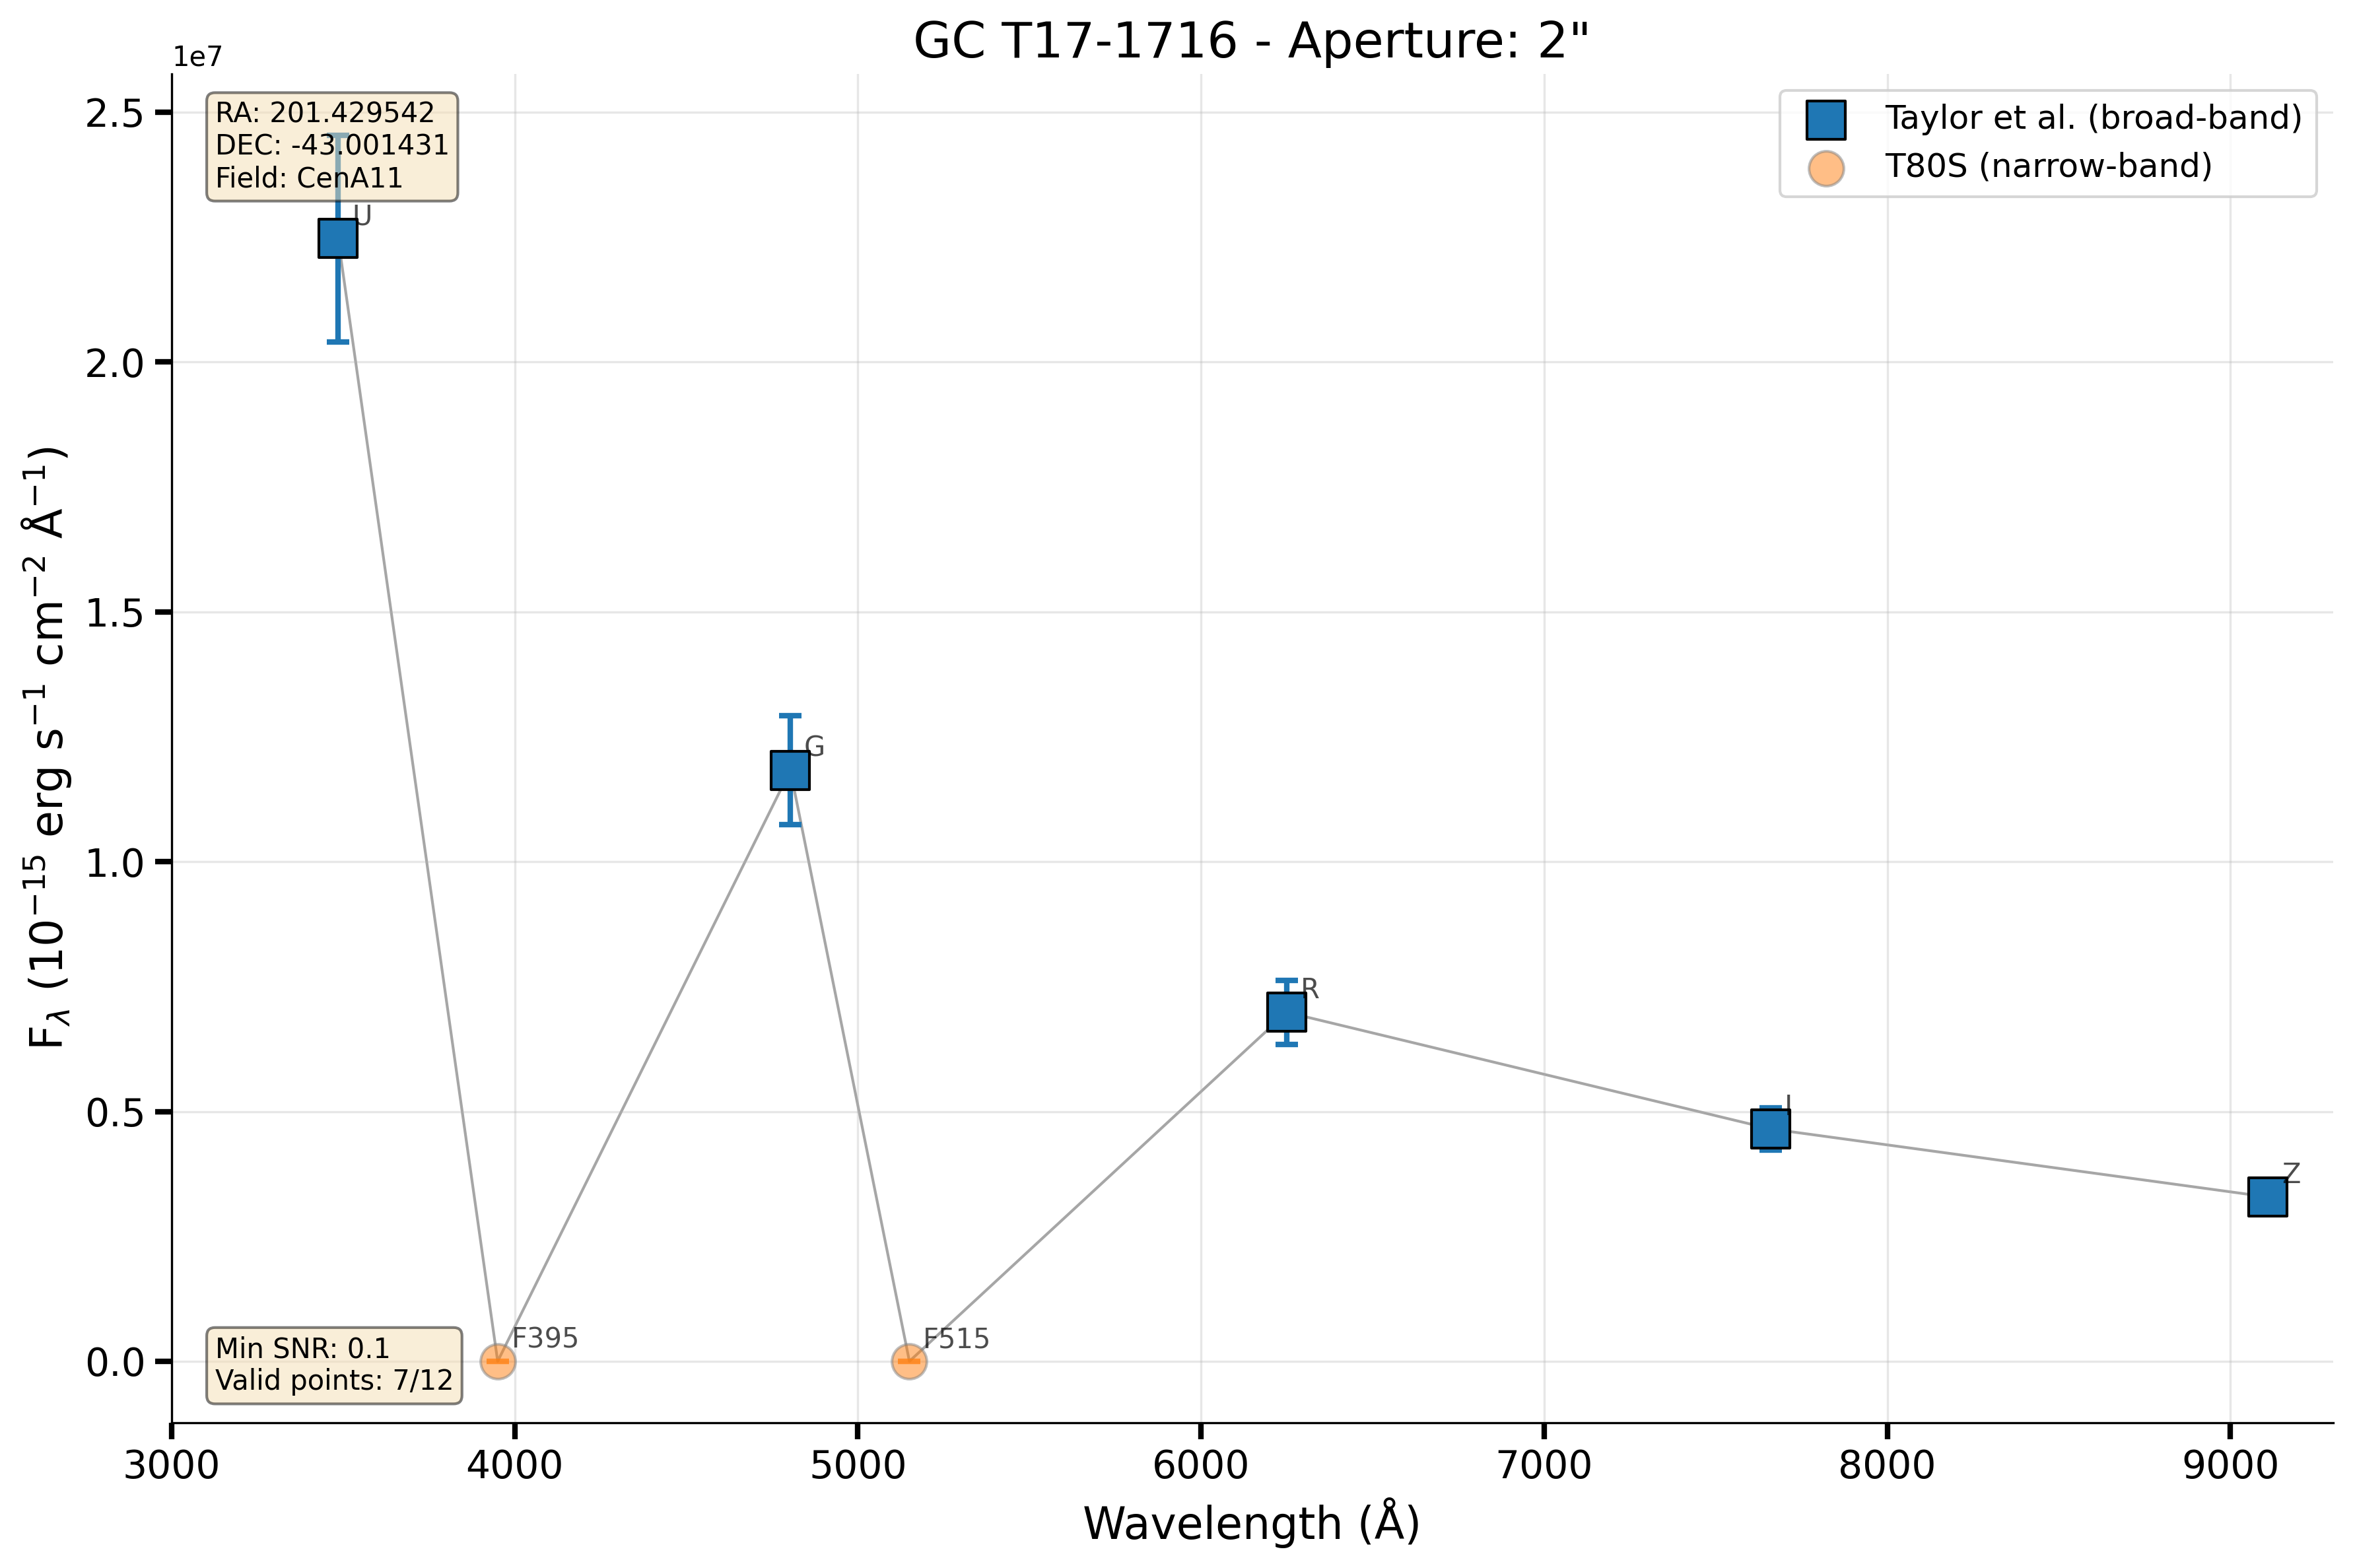 GC T17-1716 - Aperture: 2"
1e7
RA: 201.429542
DEC: -43.001431
Field: CenA11
Taylor et al. (broad-band)
T80S (narrow-band)
2.5
2.0
1.5
1.0
0.5
0.0
F_λ (10⁻¹⁵ erg s⁻¹ cm⁻² Å⁻¹)
U
G
R
I
Z
F395
F515
Min SNR: 0.1
Valid points: 7/12
3000 4000 5000 6000 7000 8000 9000
Wavelength (Å)